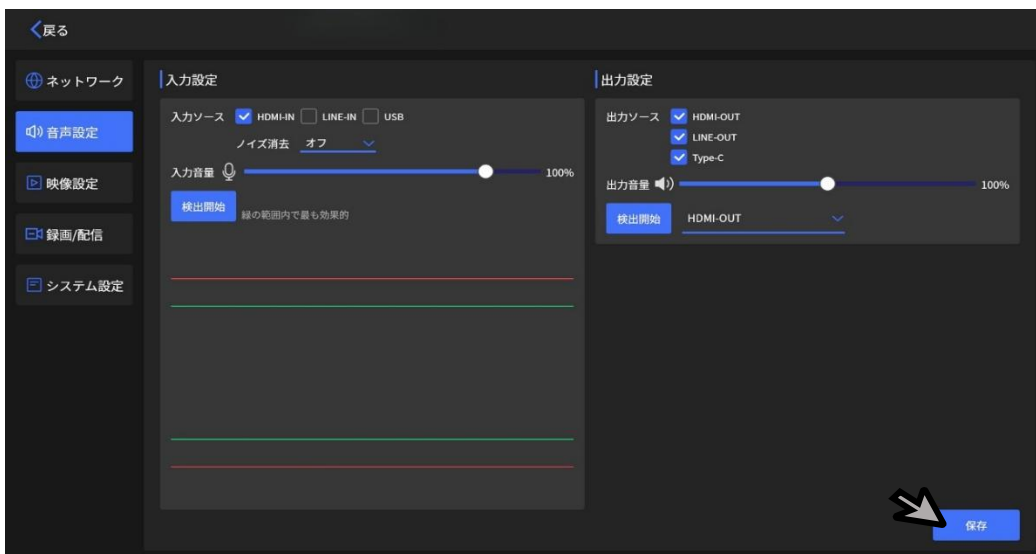 戻る
ネットワーク
音声設定
映像設定
録画/配信
システム設定
入力設定
入力ソース HDMI-IN LINE-IN USB
ノイズ消去 オフ
入力音量 100%
検出開始 緑の範囲内で最も効果的
出力設定
出力ソース HDMI-OUT
LINE-OUT
Type-C
出力音量 100%
検出開始 HDMI-OUT
保存